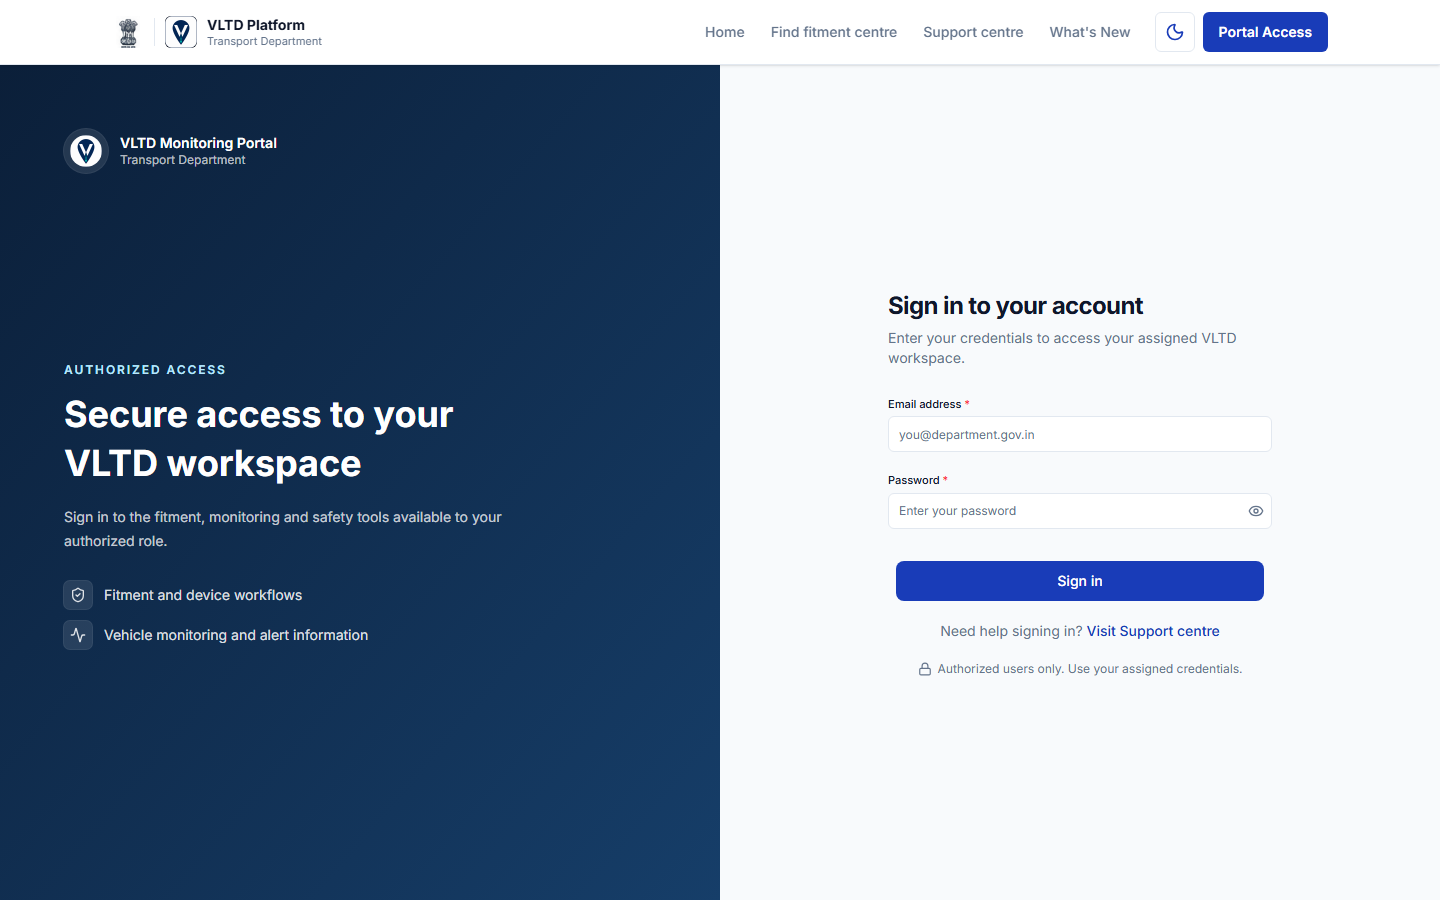 VLTD Platform
Transport Department
Home
Find fitment centre
Support centre
What's New
Portal Access
VLTD Monitoring Portal
Transport Department
AUTHORIZED ACCESS
Secure access to your
VLTD workspace
Sign in to the fitment, monitoring and safety tools available to your
authorized role.
Fitment and device workflows
Vehicle monitoring and alert information
Sign in to your account
Enter your credentials to access your assigned VLTD
workspace.
Email address *
you@department.gov.in
Password *
Enter your password
Sign in
Need help signing in? Visit Support centre
Authorized users only. Use your assigned credentials.